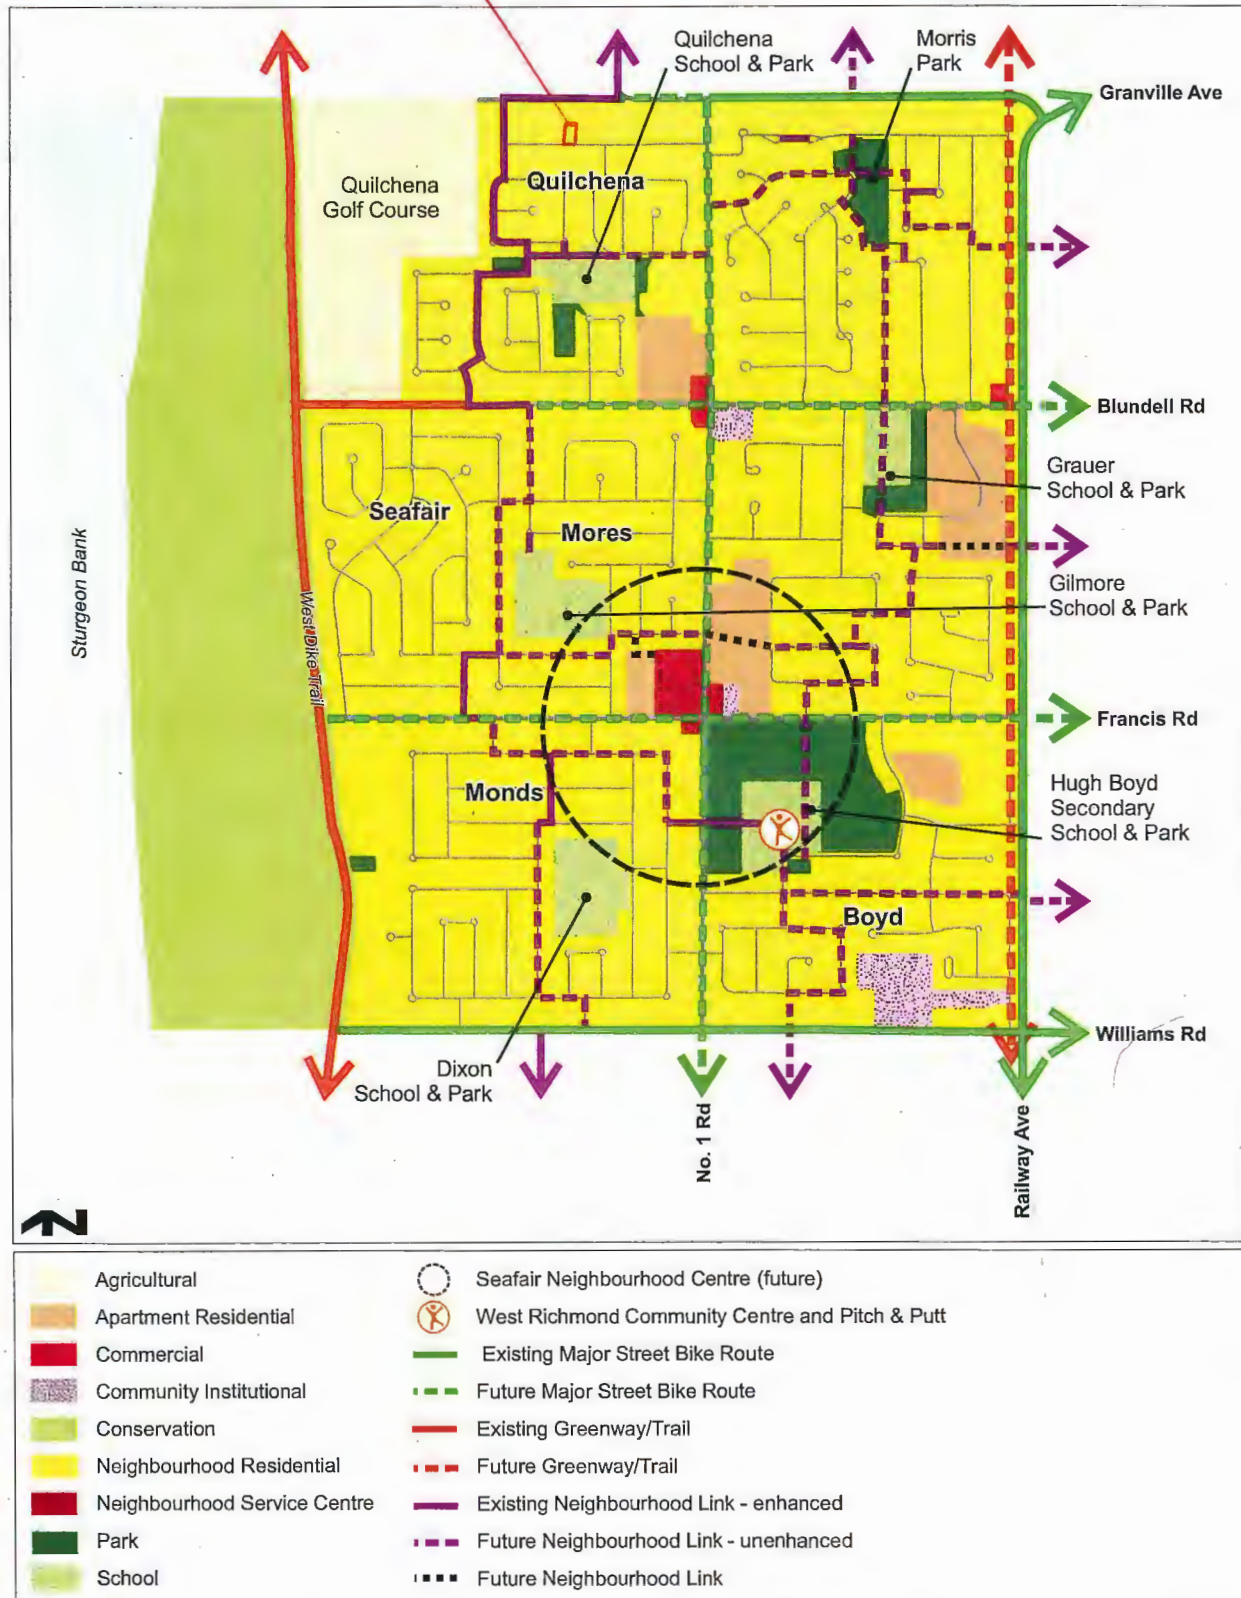 Quilchena
School & Park
Morris
Park
Granville Ave
Quilchena
Golf Course
Quilchena
Blundell Rd
Grauer
School & Park
Seafair
Mores
Sturgeon Bank
West Dike Trail
Gilmore
School & Park
Francis Rd
Monds
Hugh Boyd
Secondary
School & Park
Boyd
Williams Rd
Dixon
School & Park
No. 1 Rd
Railway Ave
N
Agricultural
Apartment Residential
Commercial
Community Institutional
Conservation
Neighbourhood Residential
Neighbourhood Service Centre
Park
School
Seafair Neighbourhood Centre (future)
West Richmond Community Centre and Pitch & Putt
Existing Major Street Bike Route
Future Major Street Bike Route
Existing Greenway/Trail
Future Greenway/Trail
Existing Neighbourhood Link - enhanced
Future Neighbourhood Link - unenhanced
Future Neighbourhood Link